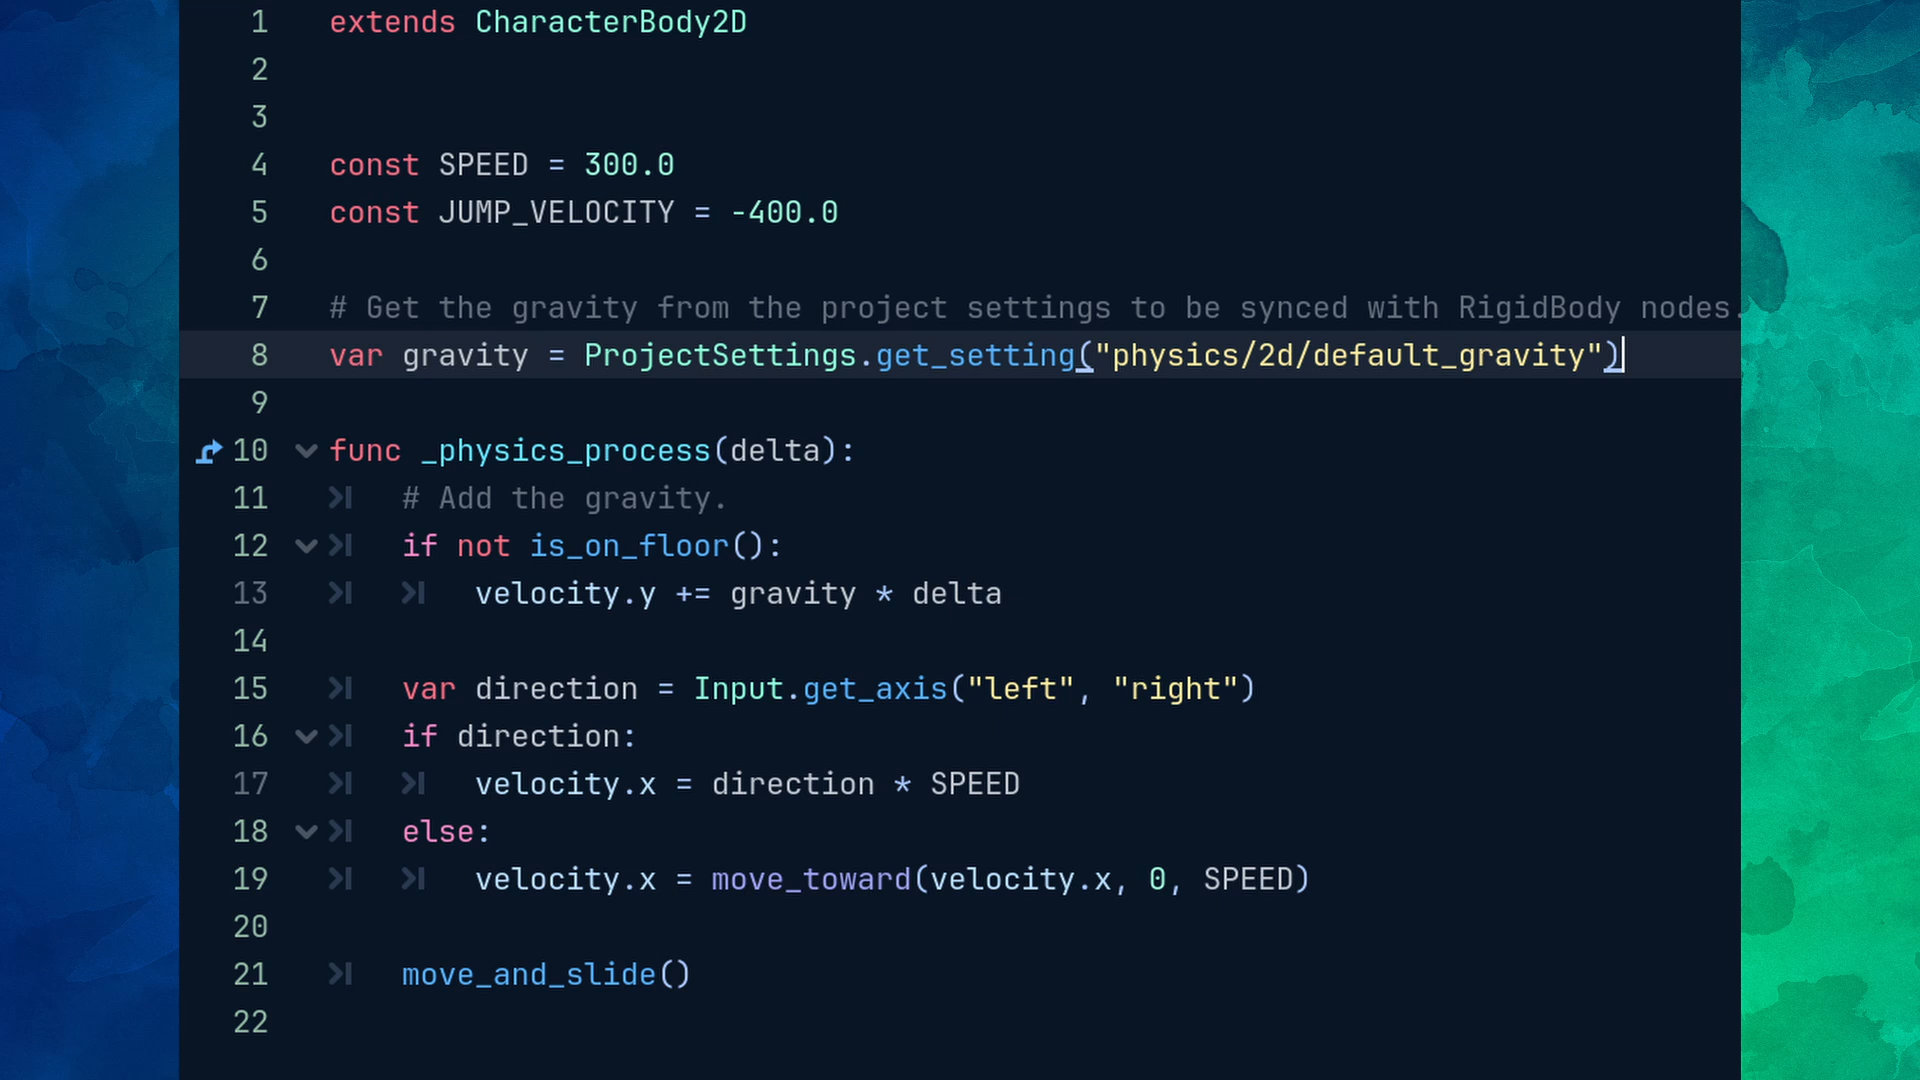 1 extends CharacterBody2D
2
3
4 const SPEED = 300.0
5 const JUMP_VELOCITY = -400.0
6
7 # Get the gravity from the project settings to be synced with RigidBody nodes.
8 var gravity = ProjectSettings.get_setting("physics/2d/default_gravity")
9
10 func _physics_process(delta):
11 # Add the gravity.
12 if not is_on_floor():
13 velocity.y += gravity * delta
14
15 var direction = Input.get_axis("left", "right")
16 if direction:
17 velocity.x = direction * SPEED
18 else:
19 velocity.x = move_toward(velocity.x, 0, SPEED)
20
21 move_and_slide()
22